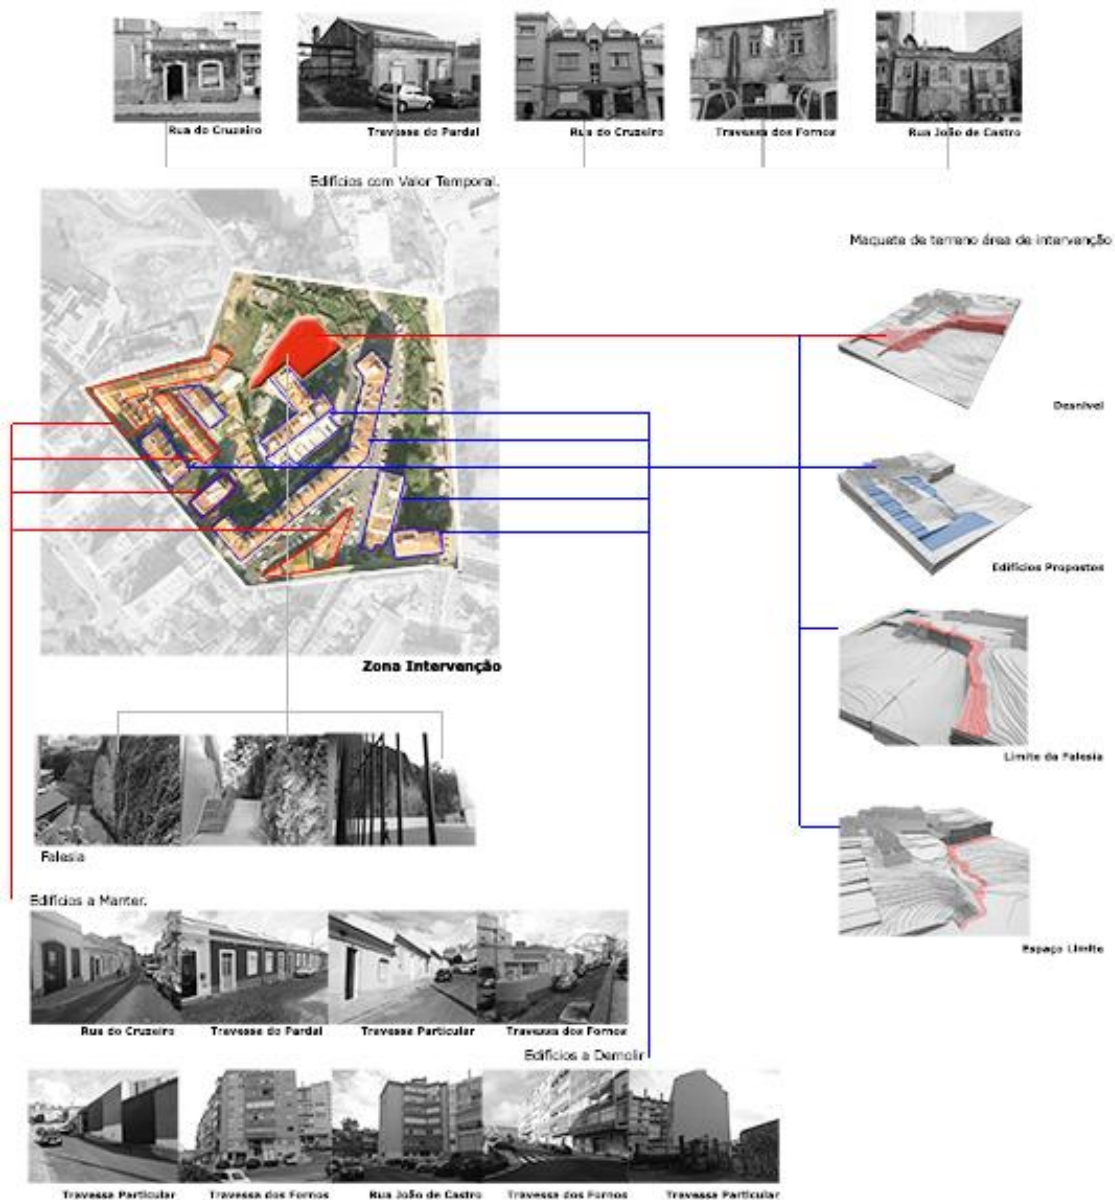 Rua do Cruzeiro
Travessa do Pardal
Rua do Cruzeiro
Travessa dos Fornos
Rua João de Castro
Edifícios com Valor Temporal.
Maquete de terreno área de intervenção
Desnível
Edifícios Propostos
Zona Intervenção
Limite da Falesia
Falesia
Edifícios a Manter.
Espaço Limite
Rua do Cruzeiro
Travessa do Pardal
Travessa Particular
Travessa dos Fornos
Edifícios a Demolir
Travessa Particular
Travessa dos Fornos
Rua João de Castro
Travessa dos Fornos
Travessa Particular